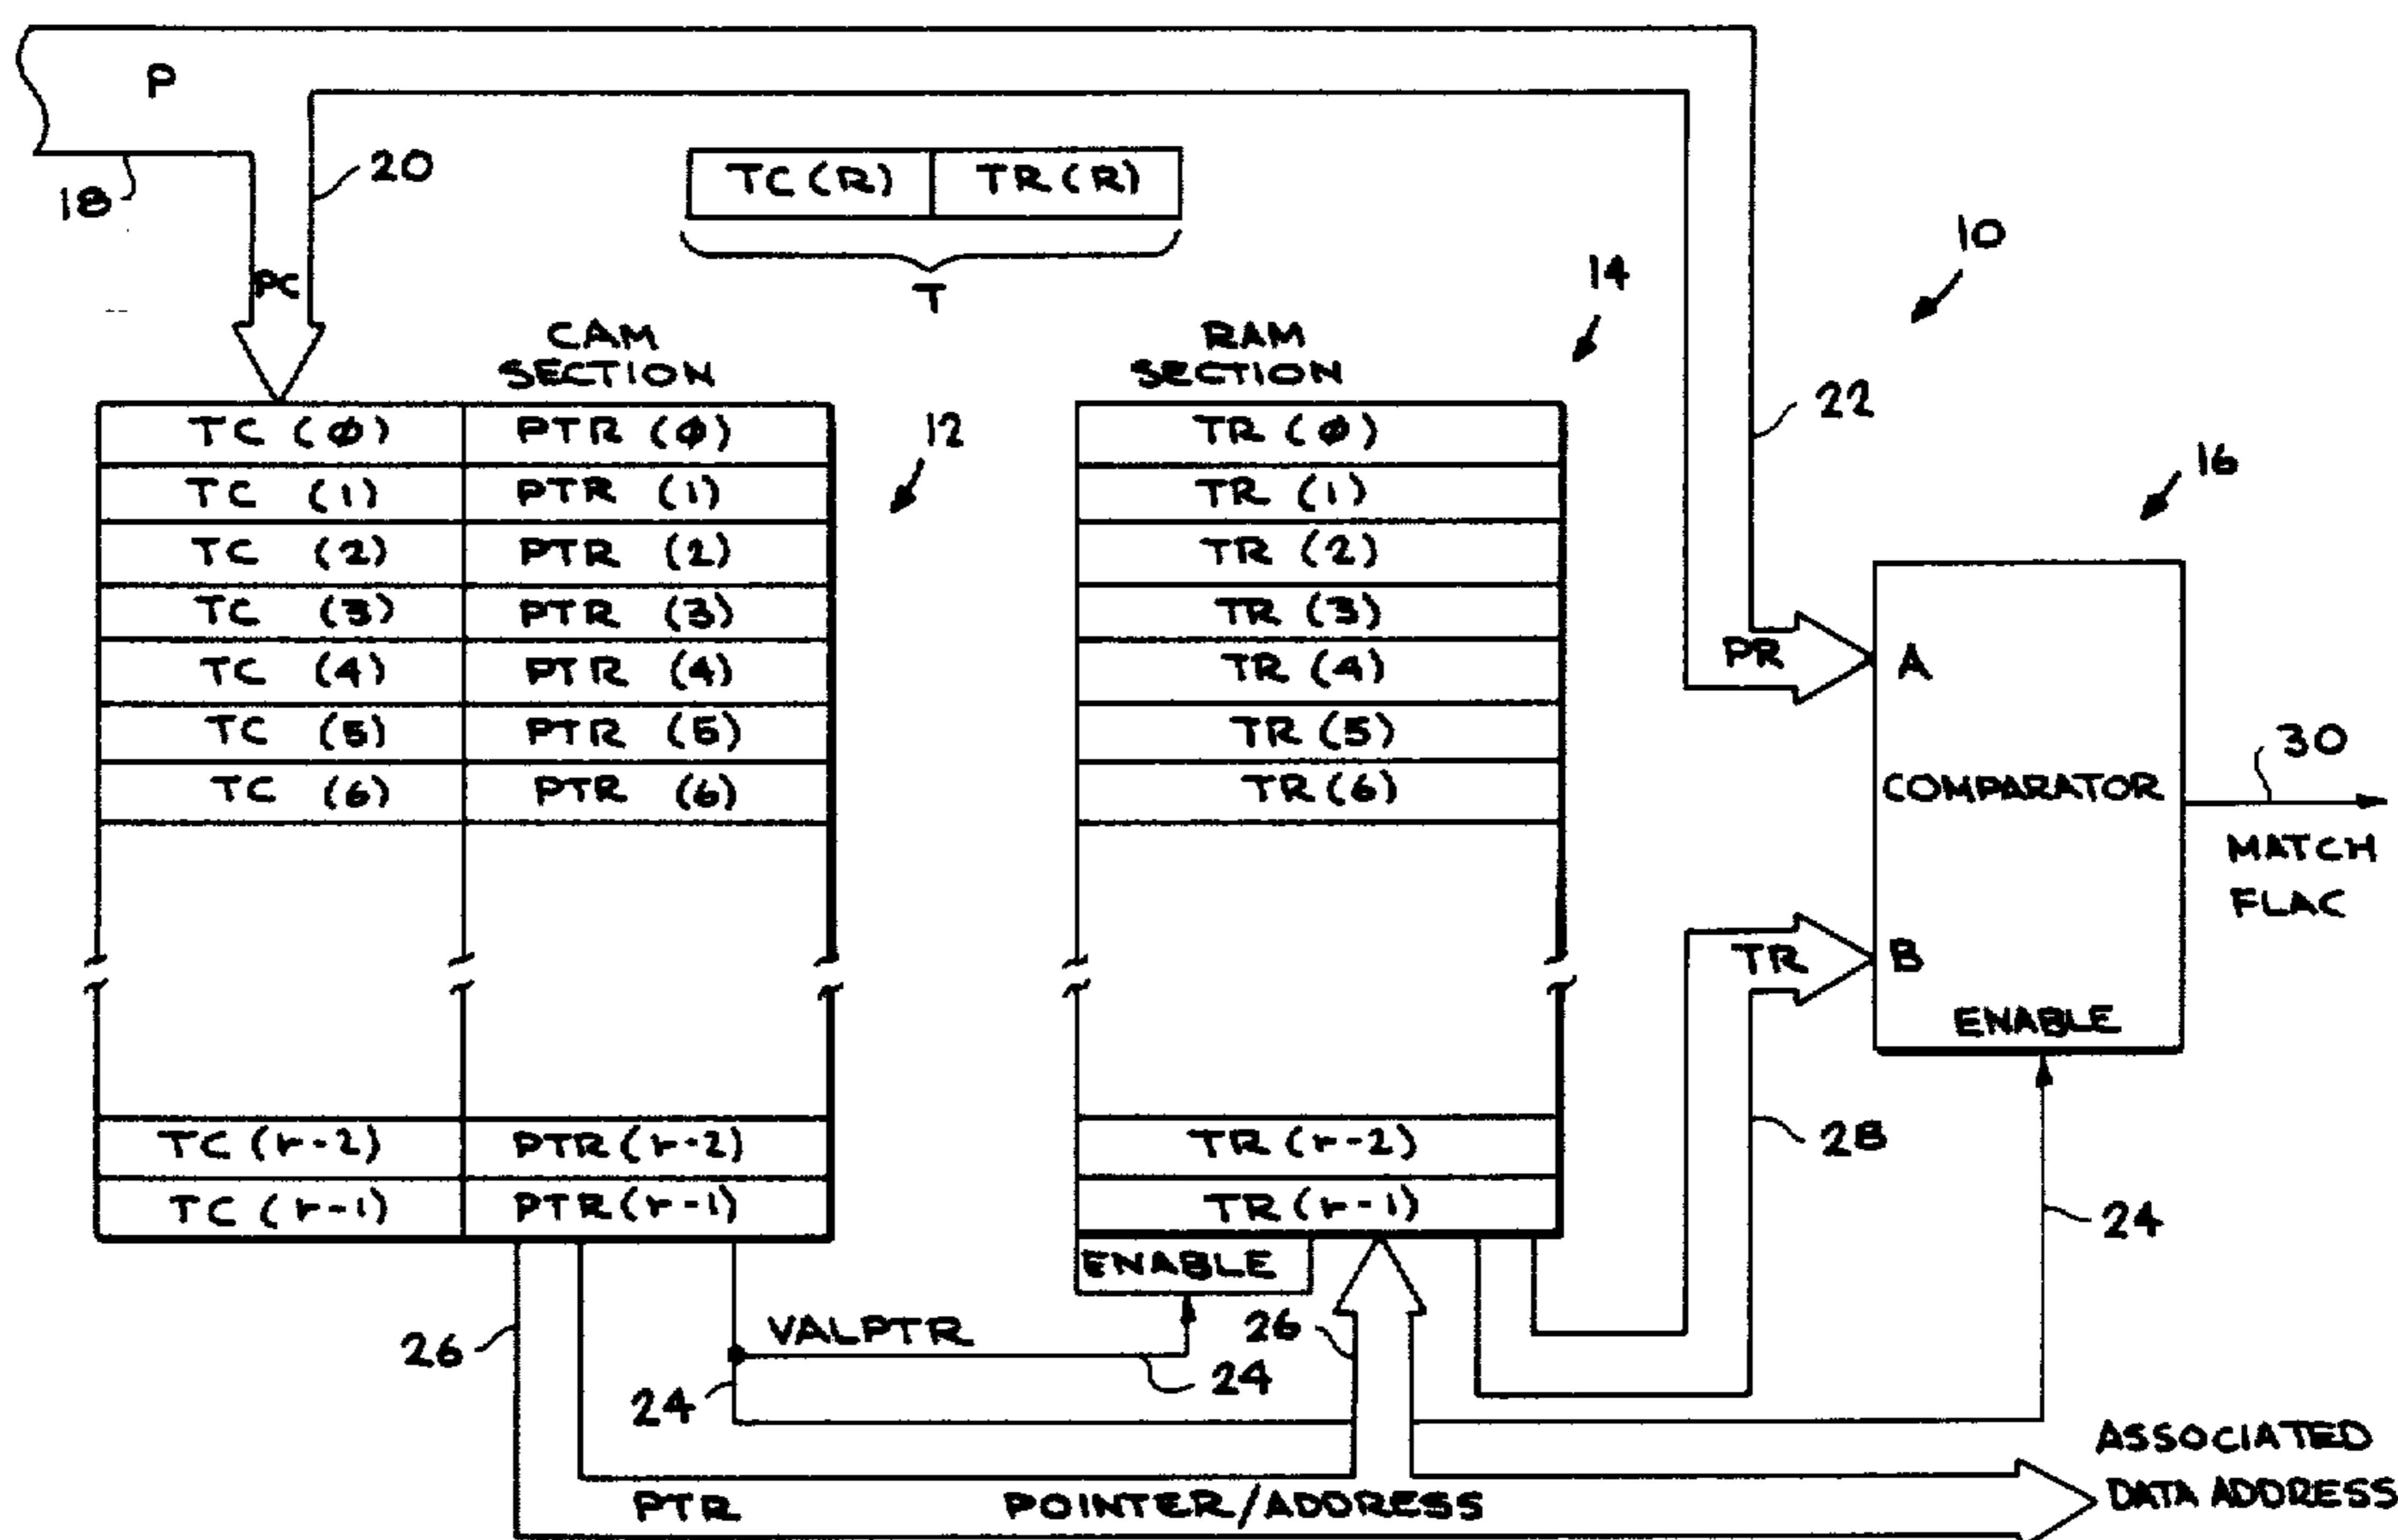 P
18
20
PC
TC (R) TR (R)
T
10
14
CAM
SECTION
RAM
SECTION
12
22
16
TC (Ø) PTR (Ø) TR (Ø)
TC (1) PTR (1) TR (1)
TC (2) PTR (2) TR (2)
TC (3) PTR (3) TR (3)
TC (4) PTR (4) TR (4)
TC (5) PTR (5) TR (5)
TC (6) PTR (6) TR (6)
TC (r-2) PTR (r-2) TR (r-2)
TC (r-1) PTR (r-1) TR (r-1)
PR
A
COMPARATOR
30
MATCH
FLAC
TR
B
ENABLE
28
24
ENABLE
26
VALPTR
24
24
26
PTR
POINTER/ADDRESS
ASSOCIATED
DATA ADDRESS